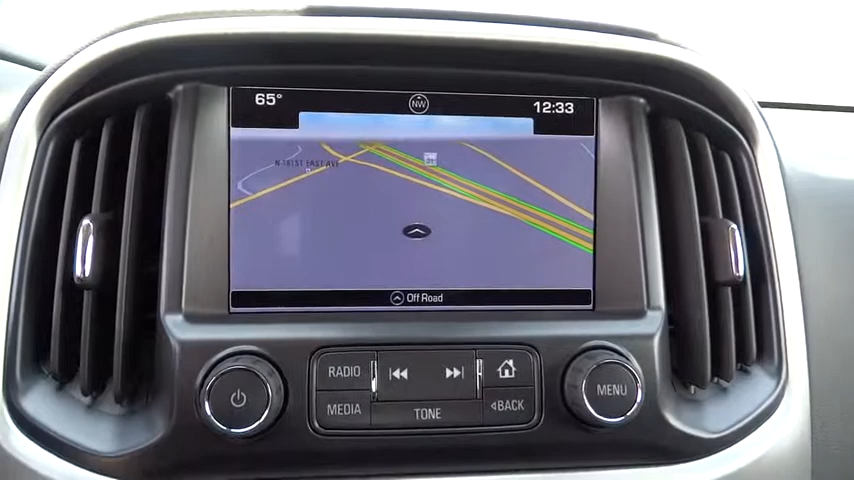 65°
NW
12:33
N 181ST EAST AVE
Off Road
RADIO
MEDIA
TONE
BACK
MENU